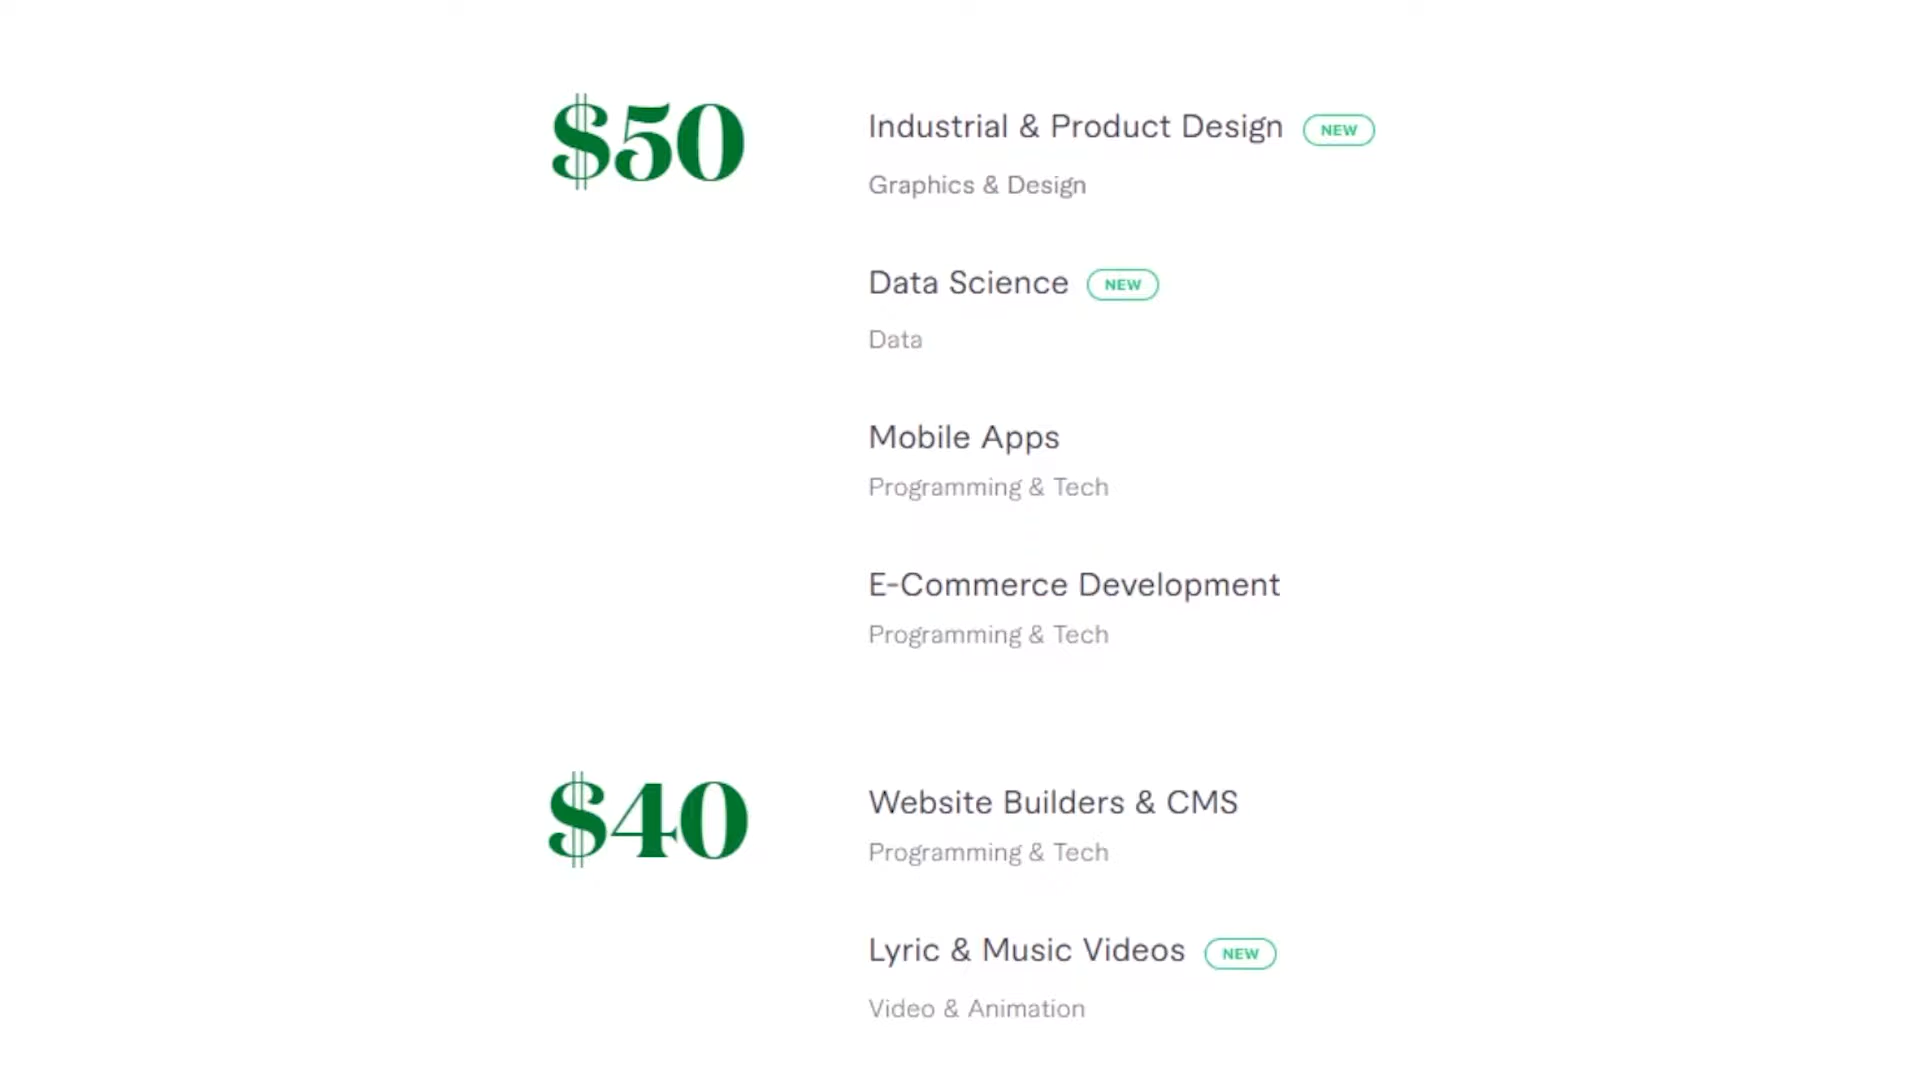 $50
Industrial & Product Design NEW
Graphics & Design
Data Science NEW
Data
Mobile Apps
Programming & Tech
E-Commerce Development
Programming & Tech
$40
Website Builders & CMS
Programming & Tech
Lyric & Music Videos NEW
Video & Animation